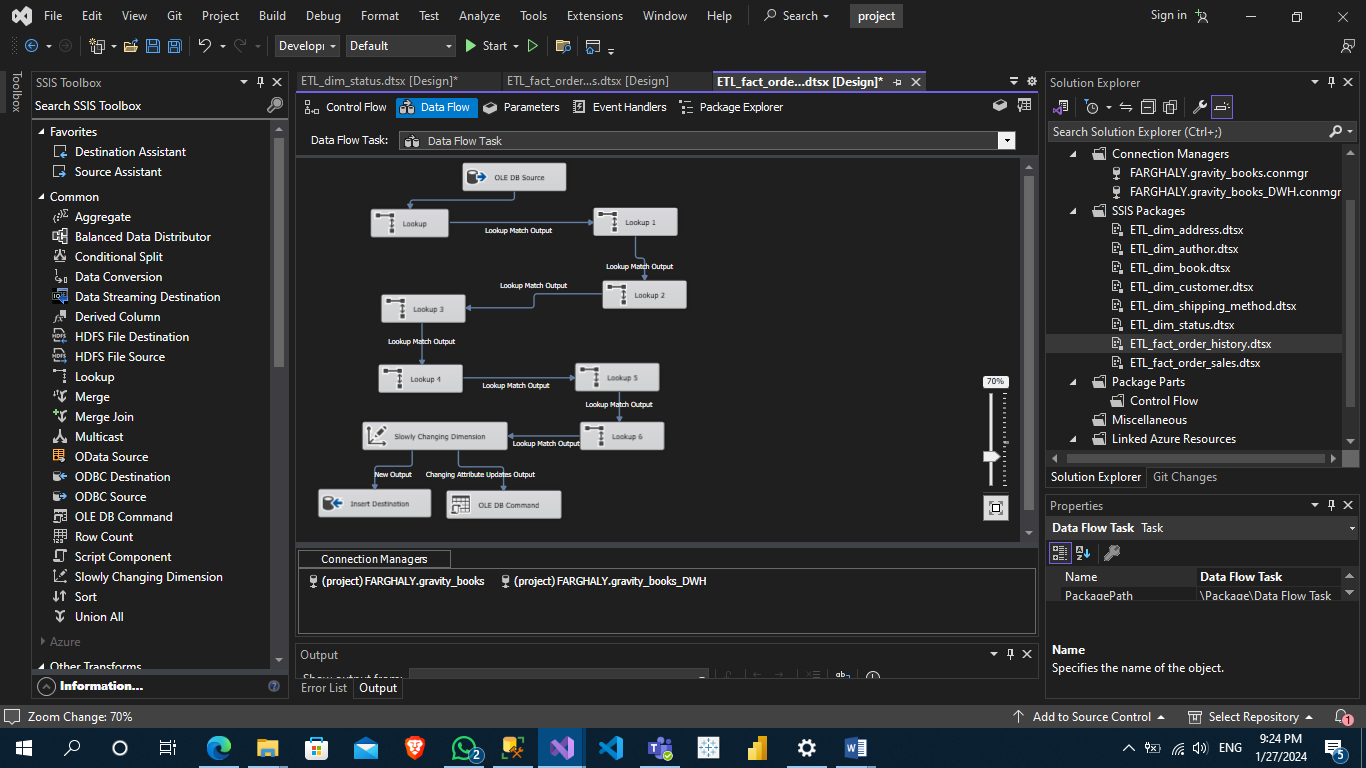 File Edit View Git Project Build Debug Format Test Analyze Tools Extensions Window Help Search project Sign in
Develop Default Start
Toolbox
SSIS Toolbox
Search SSIS Toolbox
Favorites
Destination Assistant
Source Assistant
Common
Aggregate
Balanced Data Distributor
Conditional Split
Data Conversion
Data Streaming Destination
Derived Column
HDFS File Destination
HDFS File Source
Lookup
Merge
Merge Join
Multicast
OData Source
ODBC Destination
ODBC Source
OLE DB Command
Row Count
Script Component
Slowly Changing Dimension
Sort
Union All
Azure
Other Transforms
Information...
ETL_dim_status.dtsx [Design]* ETL_fact_order...s.dtsx [Design] ETL_fact_orde...dtsx [Design]*
Control Flow Data Flow Parameters Event Handlers Package Explorer
Data Flow Task: Data Flow Task
OLE DB Source
Lookup
Lookup Match Output
Lookup 1
Lookup Match Output
Lookup 2
Lookup Match Output
Lookup 3
Lookup Match Output
Lookup 4
Lookup Match Output
Lookup 5
Lookup Match Output
Lookup 6
Lookup Match Output
Slowly Changing Dimension
New Output
Changing Attribute Updates Output
Insert Destination
OLE DB Command
70%
Connection Managers
(project) FARGHALY.gravity_books (project) FARGHALY.gravity_books_DWH
Output
Show output from:
Error List Output
Solution Explorer
Search Solution Explorer (Ctrl+;)
Connection Managers
FARGHALY.gravity_books.conmgr
FARGHALY.gravity_books_DWH.conmgr
SSIS Packages
ETL_dim_address.dtsx
ETL_dim_author.dtsx
ETL_dim_book.dtsx
ETL_dim_customer.dtsx
ETL_dim_shipping_method.dtsx
ETL_dim_status.dtsx
ETL_fact_order_history.dtsx
ETL_fact_order_sales.dtsx
Package Parts
Control Flow
Miscellaneous
Linked Azure Resources
Solution Explorer Git Changes
Properties
Data Flow Task Task
Name Data Flow Task
PackagePath \Package\Data Flow Task
Name
Specifies the name of the object.
Zoom Change: 70% Add to Source Control Select Repository 1
2 ENG 9:24 PM
1/27/2024 5